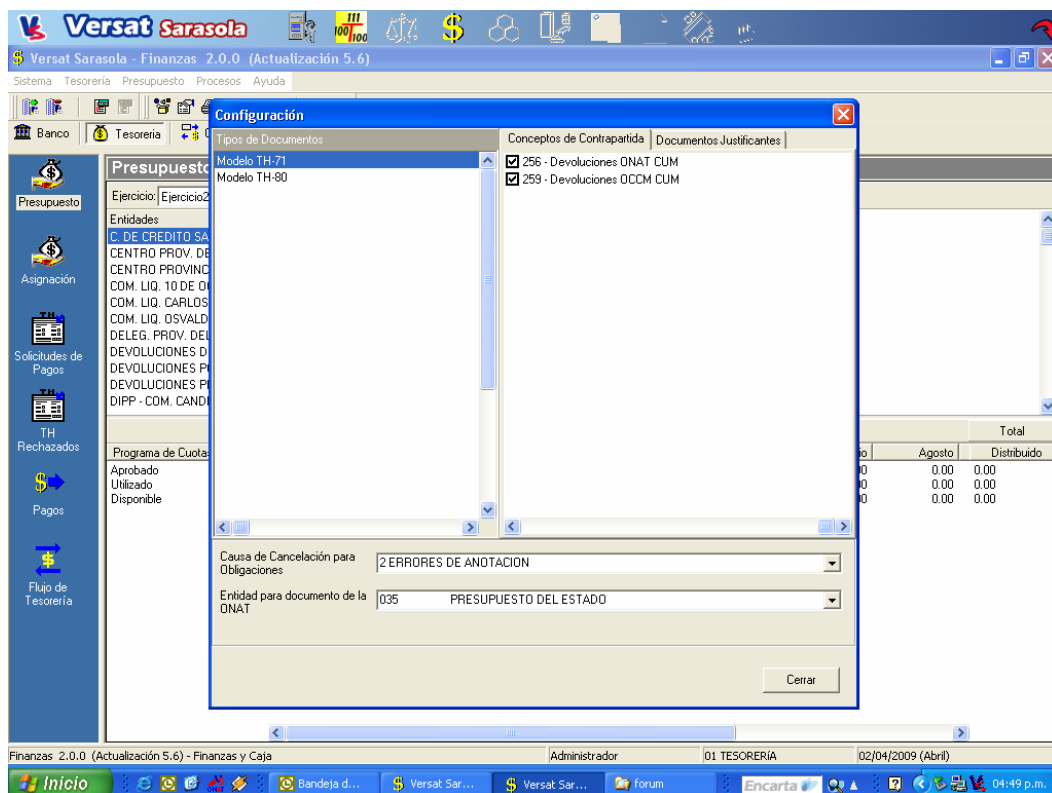 Versat Sarasola
Versat Sarasola - Finanzas 2.0.0 (Actualización 5.6)
Sistema Tesorería Presupuesto Procesos Ayuda
Banco Tesoreria
Presupuesto
Asignación
Solicitudes de Pagos
TH Rechazados
Pagos
Flujo de Tesorería
Ejercicio:
Entidades
C. DE CREDITO SA
CENTRO PROV. DE
CENTRO PROVINC
COM. LIQ. 10 DE
COM. LIQ. CARLOS
COM. LIQ. OSVALD
DELEG. PROV. DEL
DEVOLUCIONES D
DEVOLUCIONES
DEVOLUCIONES
DIPP - COM. CANDI
Programa de Cuota
Aprobado
Utilizado
Disponible
Configuración
Tipos de Documentos
Modelo TH-71
Modelo TH-80
Conceptos de Contrapartida Documentos Justificantes
256 - Devoluciones ONAT CUM
259 - Devoluciones OCCM CUM
Causa de Cancelación para Obligaciones
2 ERRORES DE ANOTACION
Entidad para documento de la ONAT
035 PRESUPUESTO DEL ESTADO
Cerrar
Total
Agosto Distribuido
0.00 0.00
0.00 0.00
0.00 0.00
Finanzas 2.0.0 (Actualización 5.6) - Finanzas y Caja Administrador 01 TESORERíA 02/04/2009 (Abril)
Inicio Bandeja d... Versat Sar... Versat Sar... forum Encarta 04:49 p.m.